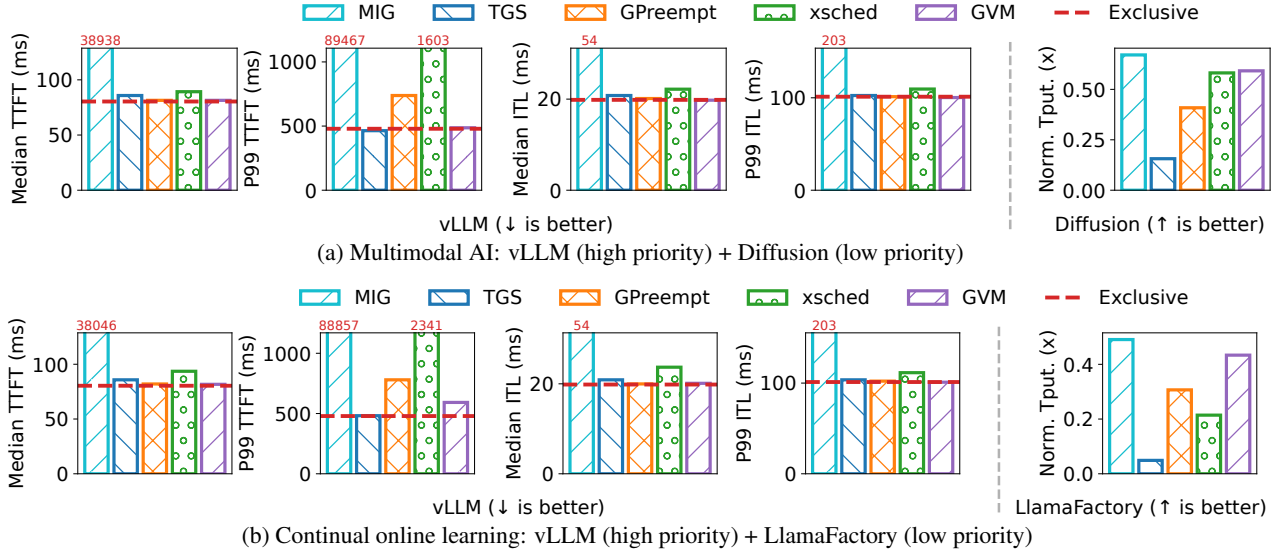 MIG TGS GPreempt xsched GVM Exclusive
38938 89467 1603 54 203
Median TTFT (ms)
100
50
0
P99 TTFT (ms)
1000
500
0
Median ITL (ms)
20
0
P99 ITL (ms)
100
0
Norm. Tput. (x)
0.50
0.25
0.00
vLLM (↓ is better) Diffusion (↑ is better)
(a) Multimodal AI: vLLM (high priority) + Diffusion (low priority)
MIG TGS GPreempt xsched GVM Exclusive
38046 88857 2341 54 203
Median TTFT (ms)
100
50
0
P99 TTFT (ms)
1000
500
0
Median ITL (ms)
20
0
P99 ITL (ms)
100
0
Norm. Tput. (x)
0.4
0.2
0.0
vLLM (↓ is better) LlamaFactory (↑ is better)
(b) Continual online learning: vLLM (high priority) + LlamaFactory (low priority)